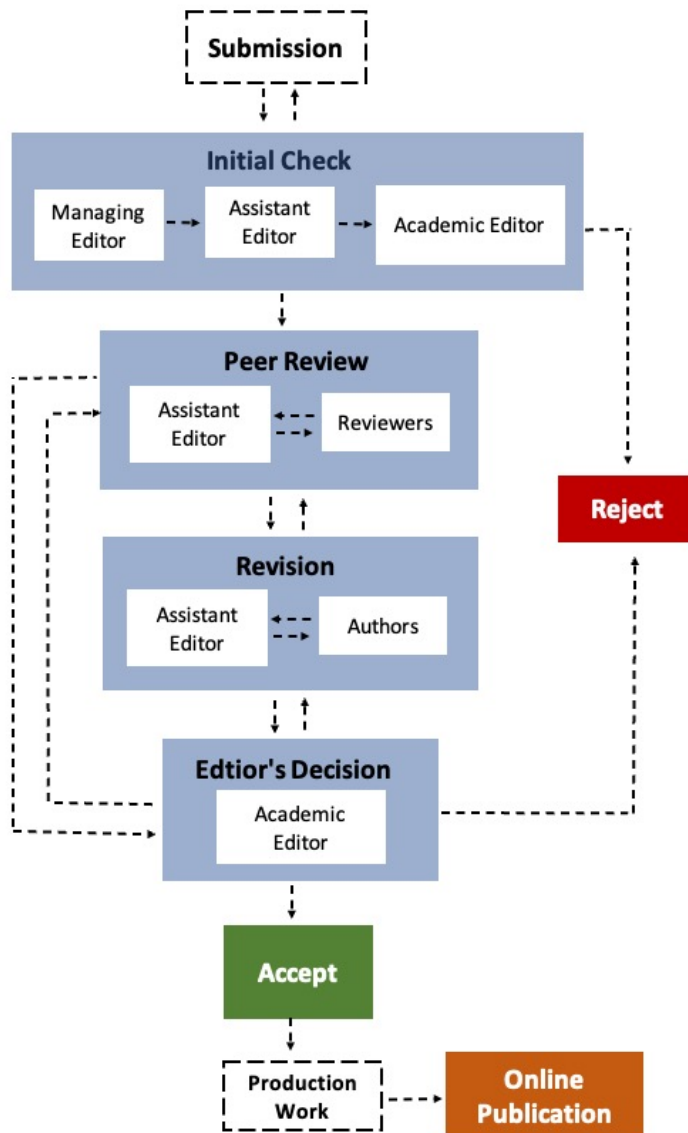 Submission
Initial Check
Managing
Editor
Assistant
Editor
Academic Editor
Peer Review
Assistant
Editor
Reviewers
Reject
Revision
Assistant
Editor
Authors
Edtior's Decision
Academic
Editor
Accept
Production
Work
Online
Publication